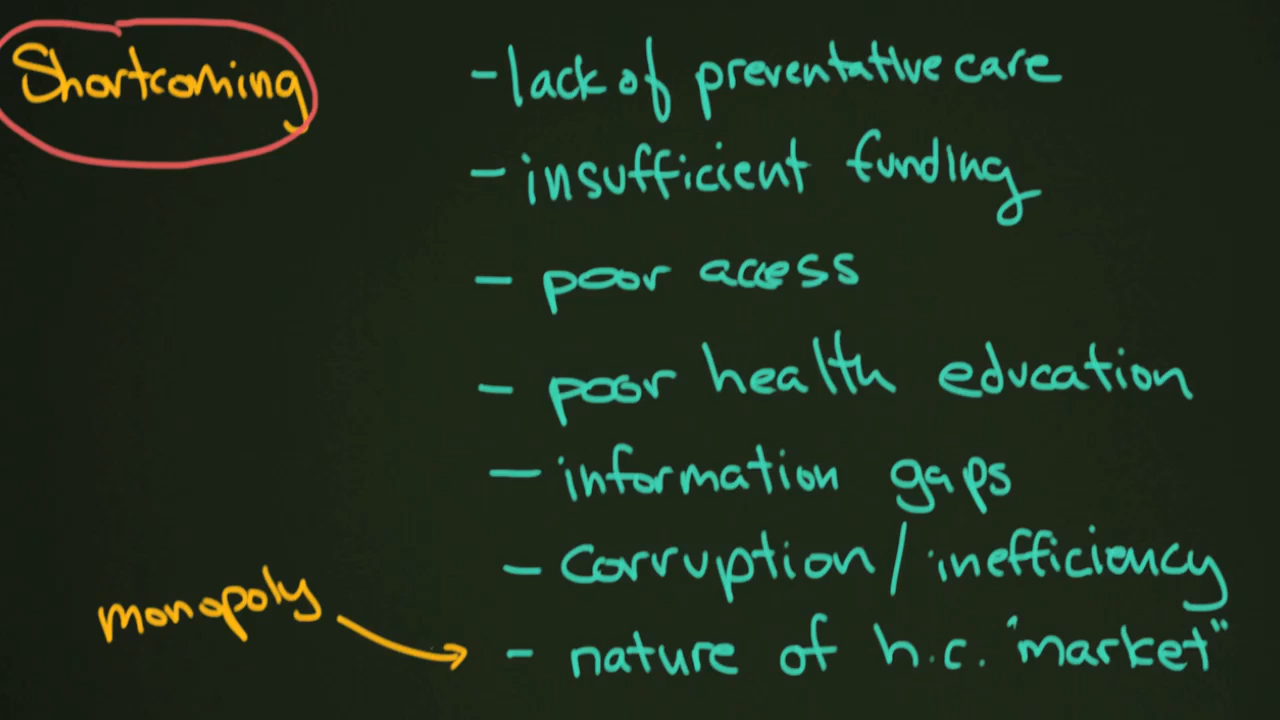 Shortcoming
- lack of preventative care
- insufficient funding
- poor access
- poor health education
- information gaps
- corruption / inefficiency
monopoly
- nature of h.c. "market"